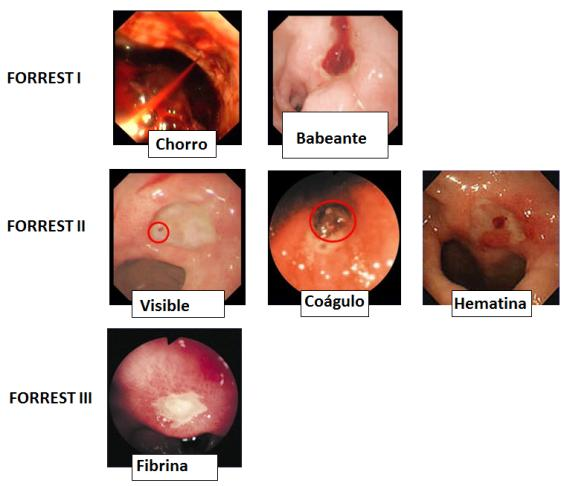 FORREST I
Chorro
Babeante
FORREST II
Visible
Coágulo
Hematina
FORREST III
Fibrina